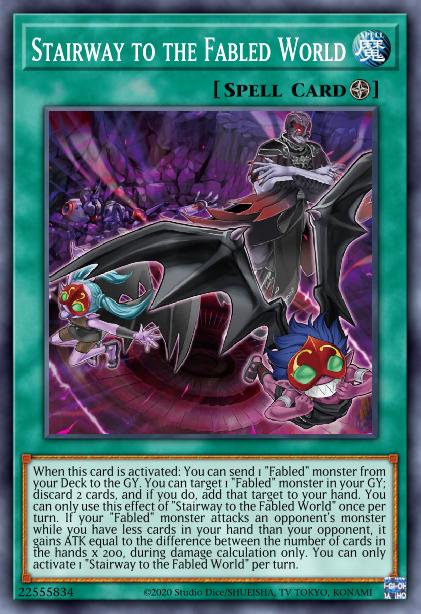 STAIRWAY TO THE FABLED WORLD
SPELL
魔
[SPELL CARD]
When this card is activated: You can send 1 "Fabled" monster from
your Deck to the GY. You can target 1 "Fabled" monster in your GY;
discard 2 cards, and if you do, add that target to your hand. You
can only use this effect of "Stairway to the Fabled World" once per
turn. If your "Fabled" monster attacks an opponent's monster
while you have less cards in your hand than your opponent, it
gains ATK equal to the difference between the number of cards in
the hands x 200, during damage calculation only. You can only
activate 1 "Stairway to the Fabled World" per turn.
22555834 ©2020 Studio Dice/SHUEISHA, TV TOKYO, KONAMI